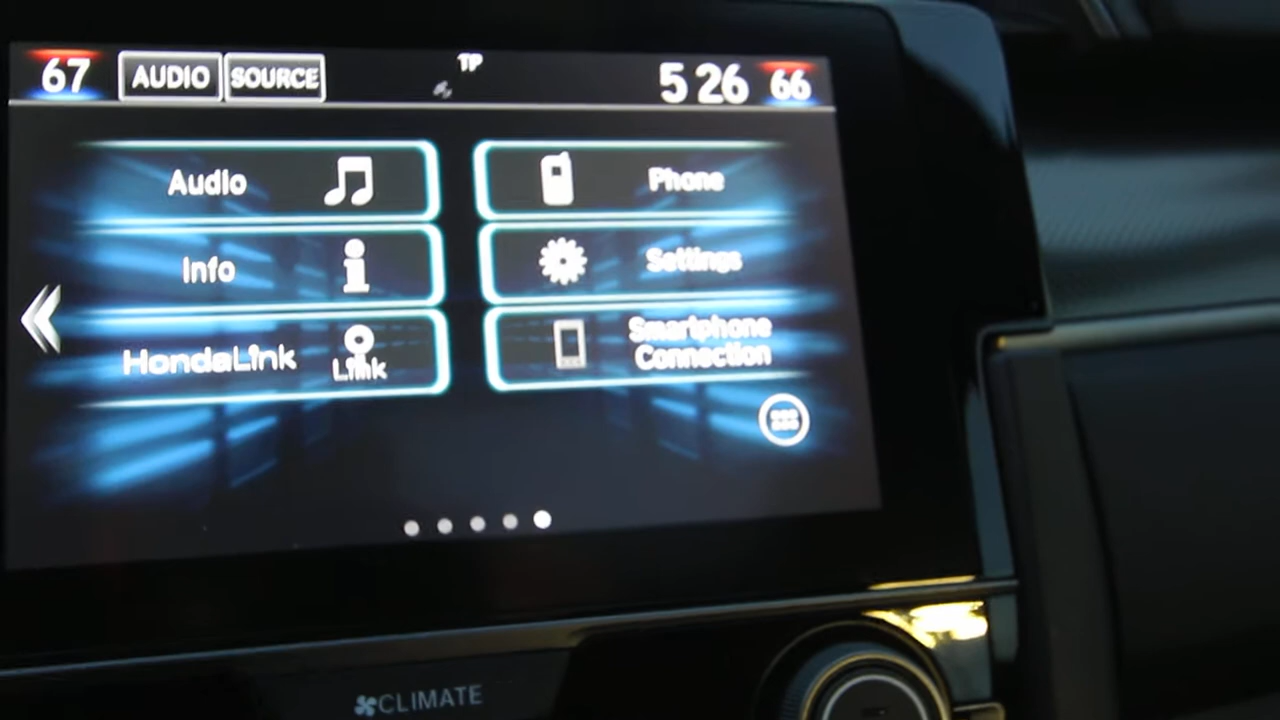 67 AUDIO SOURCE TP 5 26 66
Audio
Phone
Info
Settings
HondaLink
Link
Smartphone
Connection
CLIMATE